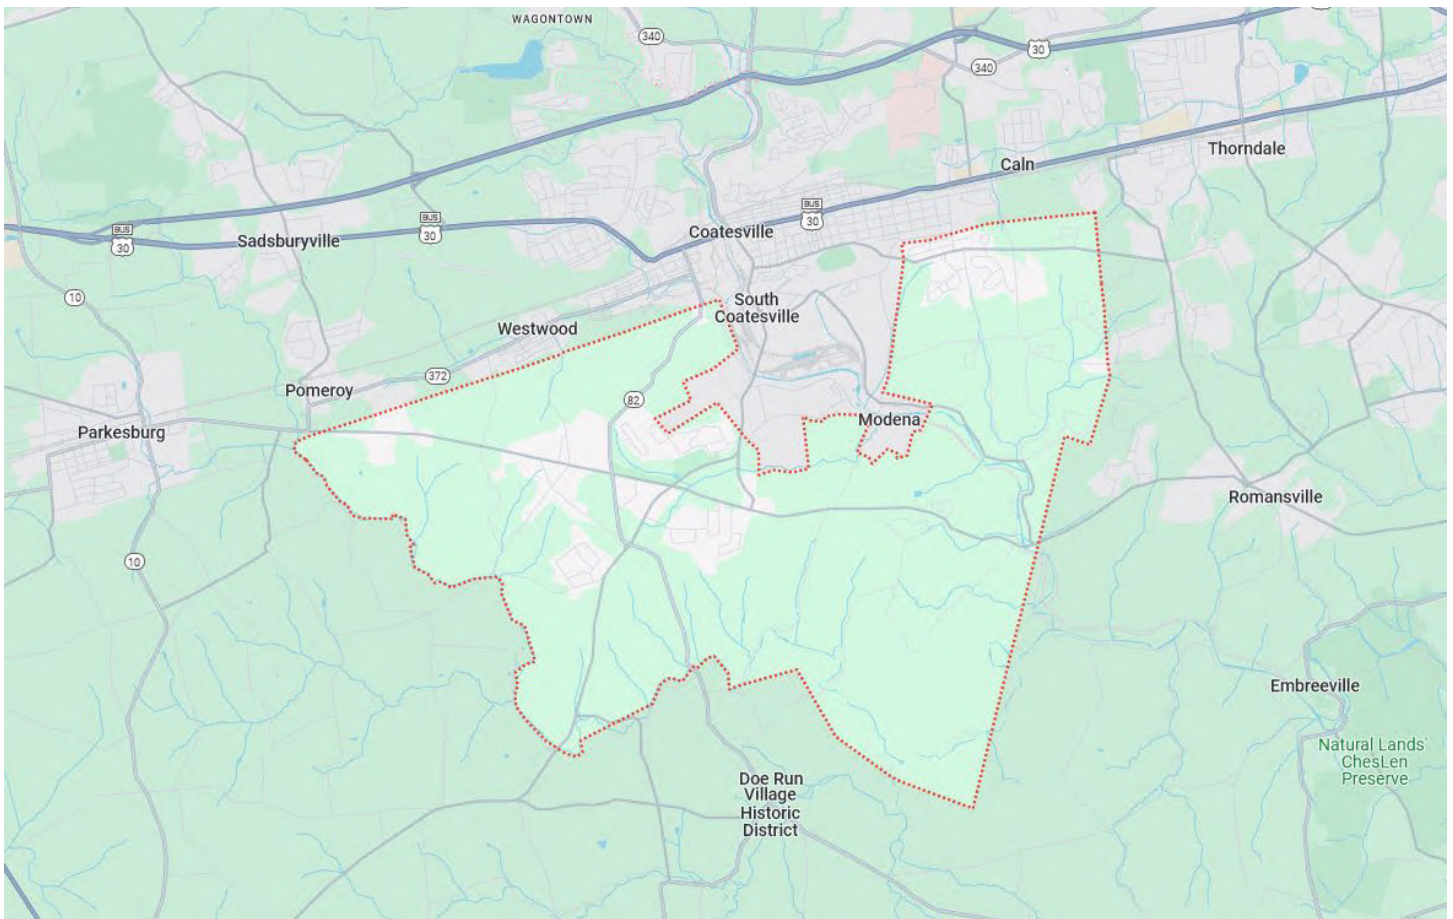 WAGONTOWN
340
30
340
Thorndale
Caln
BUS
30
BUS
30
BUS
30
Coatesville
Sadsburyville
10
South
Coatesville
Westwood
372
Pomeroy
82
Modena
Parkesburg
Romansville
10
Embreeville
Natural Lands'
ChesLen
Preserve
Doe Run
Village
Historic
District